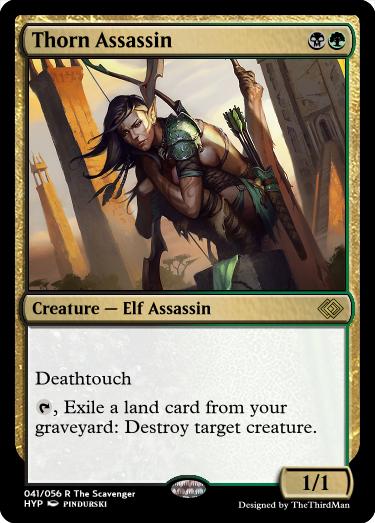 Thorn Assassin
Creature — Elf Assassin
Deathtouch
, Exile a land card from your
graveyard: Destroy target creature.
1/1
041/056 R The Scavenger
HYP PINDURSKI
Designed by TheThirdMan